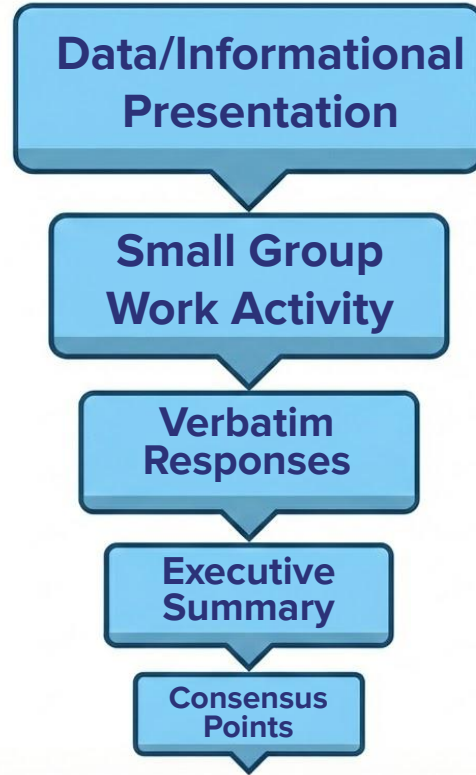 Data/Informational
Presentation
Small Group
Work Activity
Verbatim
Responses
Executive
Summary
Consensus
Points